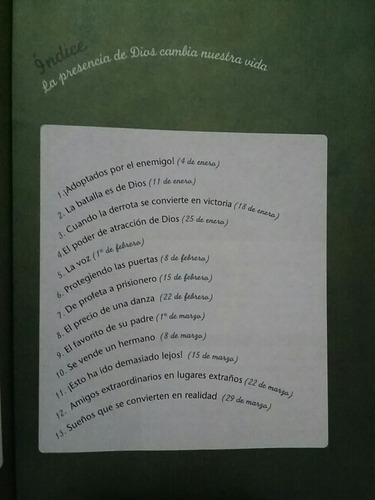 Índice
La presencia de Dios cambia nuestra vida
1. ¡Adoptados por el enemigo! (4 de enero)
2. La batalla es de Dios (11 de enero)
3. Cuando la derrota se convierte en victoria (18 de enero)
4 El poder de atracción de Dios (25 de enero)
5. La voz (1º de febrero)
6. Protegiendo las puertas (8 de febrero)
7. De profeta a prisionero (15 de febrero)
8. El precio de una danza (22 de febrero)
9. El favorito de su padre (1º de marzo)
10. Se vende un hermano (8 de marzo)
11. ¡Esto ha ido demasiado lejos! (15 de marzo)
12. Amigos extraordinarios en lugares extraños (22 de marzo)
13. Sueños que se convierten en realidad (29 de marzo)